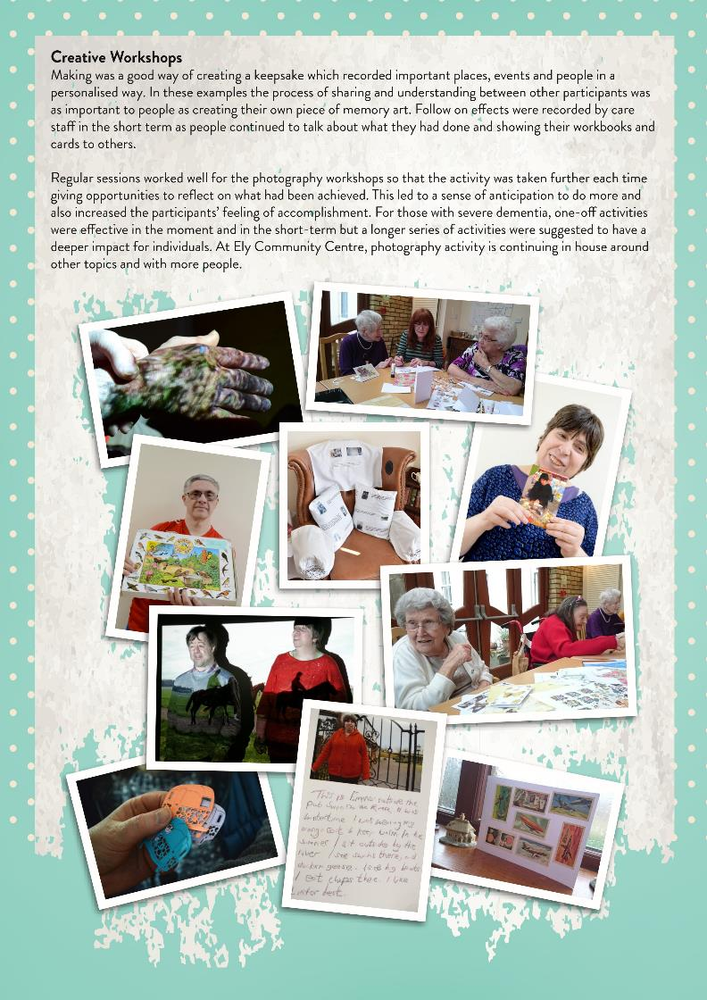 Creative Workshops
Making was a good way of creating a keepsake which recorded important places, events and people in a
personalised way. In these examples the process of sharing and understanding between other participants was
as important to people as creating their own piece of memory art. Follow on effects were recorded by care
staff in the short term as people continued to talk about what they had done and showing their workbooks and
cards to others.
Regular sessions worked well for the photography workshops so that the activity was taken further each time
giving opportunities to reflect on what had been achieved. This led to a sense of anticipation to do more and
also increased the participants' feeling of accomplishment. For those with severe dementia, one-off activities
were effective in the moment and in the short-term but a longer series of activities were suggested to have a
deeper impact for individuals. At Ely Community Centre, photography activity is continuing in house around
other topics and with more people.
This is Emma outside the
Pub
the
It was
wintertime I was wearing my
orange coat to keep warm In the
summer I sit outside by the
river I see
there, and
geese. I see big boats
I eat chips there. I like
best.